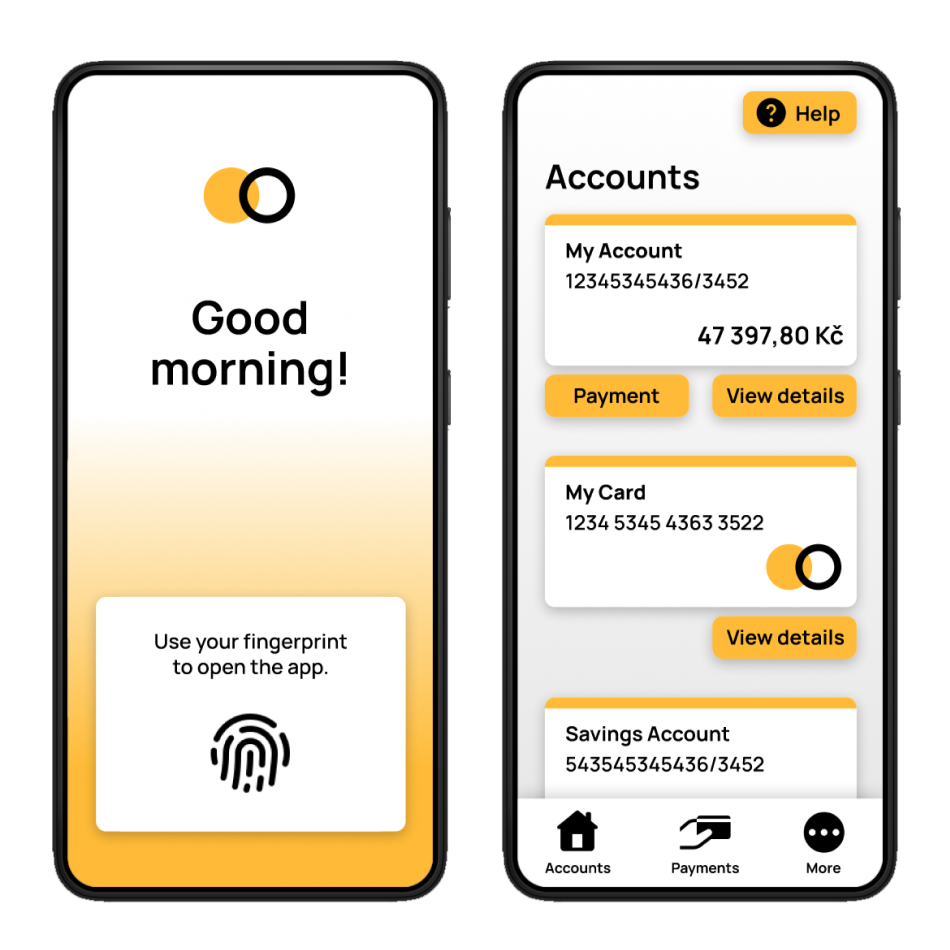 Good
morning!
Use your fingerprint
to open the app.
? Help
Accounts
My Account
12345345436/3452
47 397,80 Kč
Payment
View details
My Card
1234 5345 4363 3522
View details
Savings Account
543545345436/3452
Accounts
Payments
More